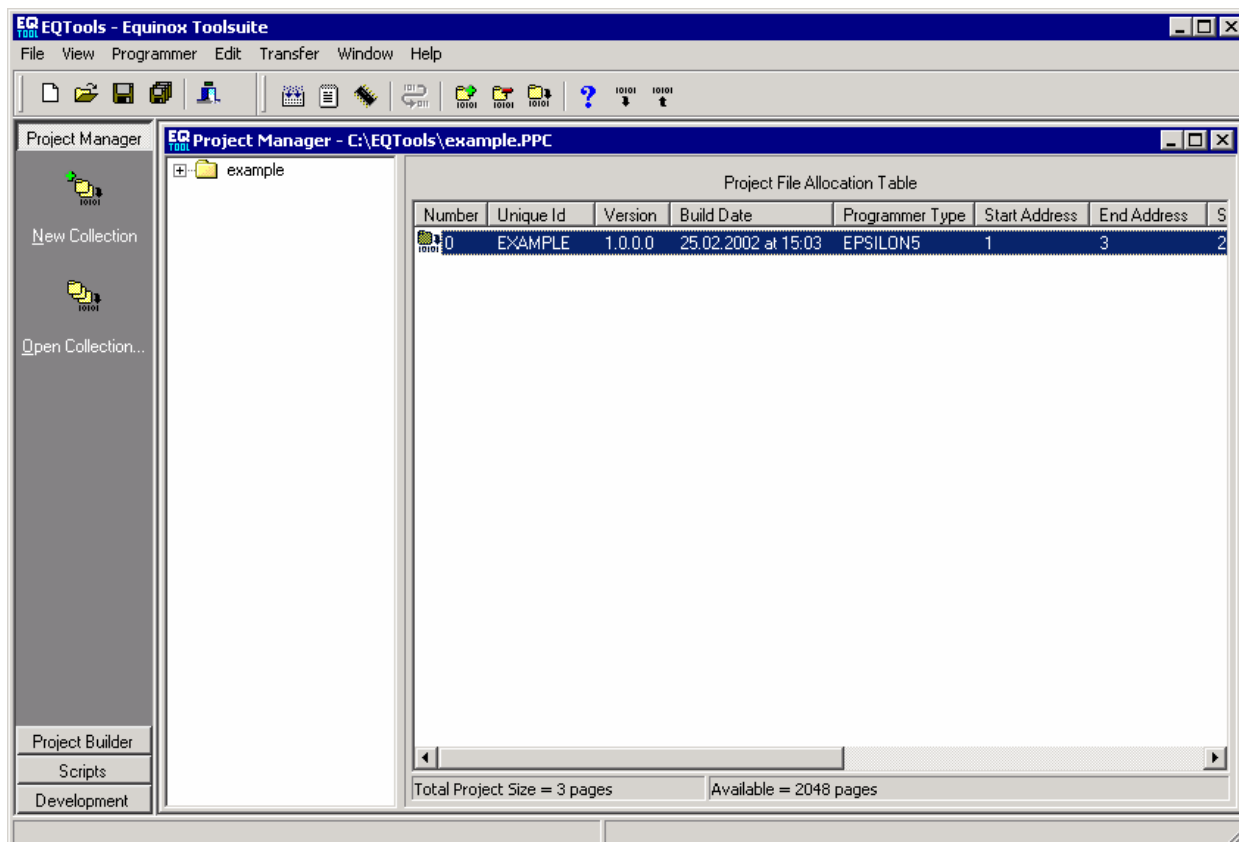 EQTools - Equinox Toolsuite
File View Programmer Edit Transfer Window Help
Project Manager
New Collection
Open Collection...
Project Builder
Scripts
Development
Project Manager - C:\EQTools\example.PPC
example
Project File Allocation Table
Number Unique Id Version Build Date Programmer Type Start Address End Address S
0 EXAMPLE 1.0.0.0 25.02.2002 at 15:03 EPSILON5 1 3 2
Total Project Size = 3 pages Available = 2048 pages